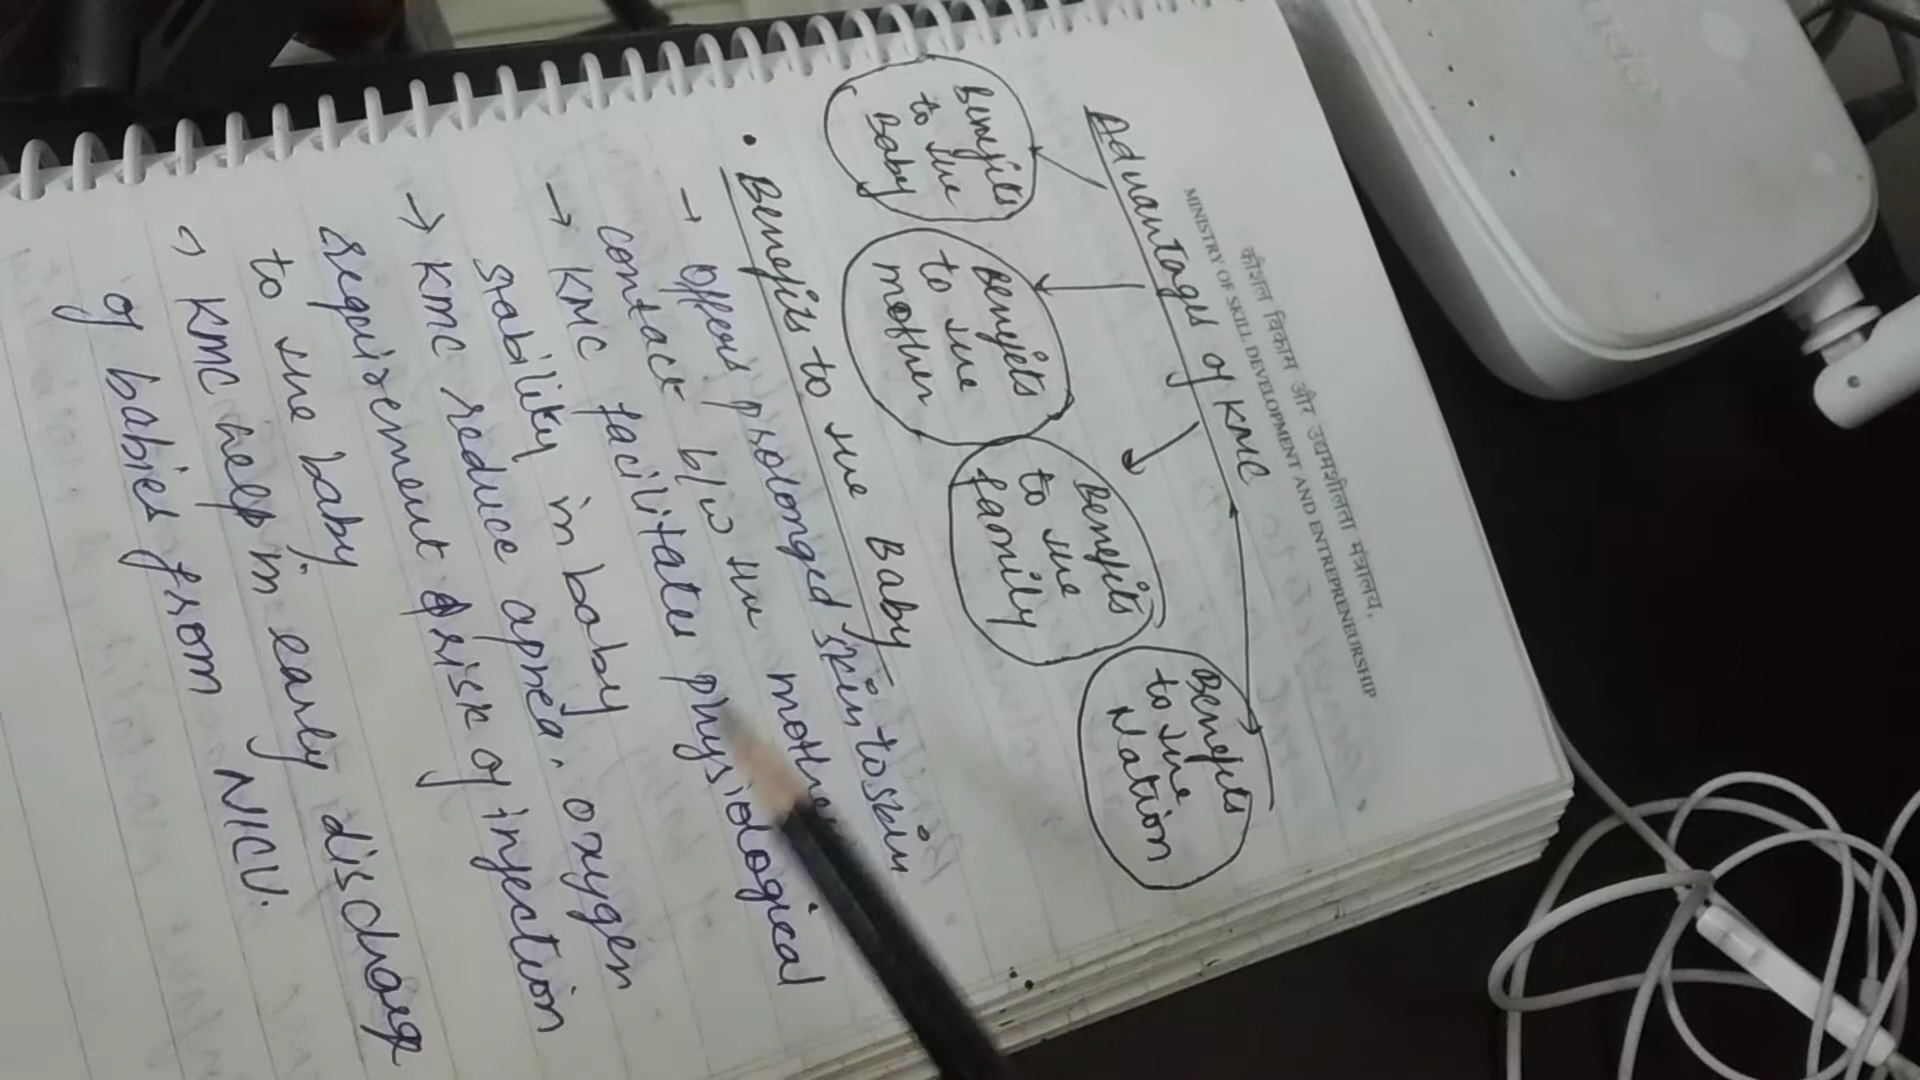 कौशल विकास और उद्यमशीलता मंत्रालय,
MINISTRY OF SKILL DEVELOPMENT AND ENTREPRENEURSHIP
Advantages of KMC
Benefits
to the
Baby
Benefits
to the
mother
Benefits
to the
family
Benefits
to the
Nation
• Benefits to the Baby
→ Offers prolonged skin to skin
contact b/w the mother
→ KMC facilitates physiological
stability in baby
→ KMC reduce apnea, oxygen
requirement & risk of injection
to the baby
→ KMC help in early discharge
of babies from NICU.